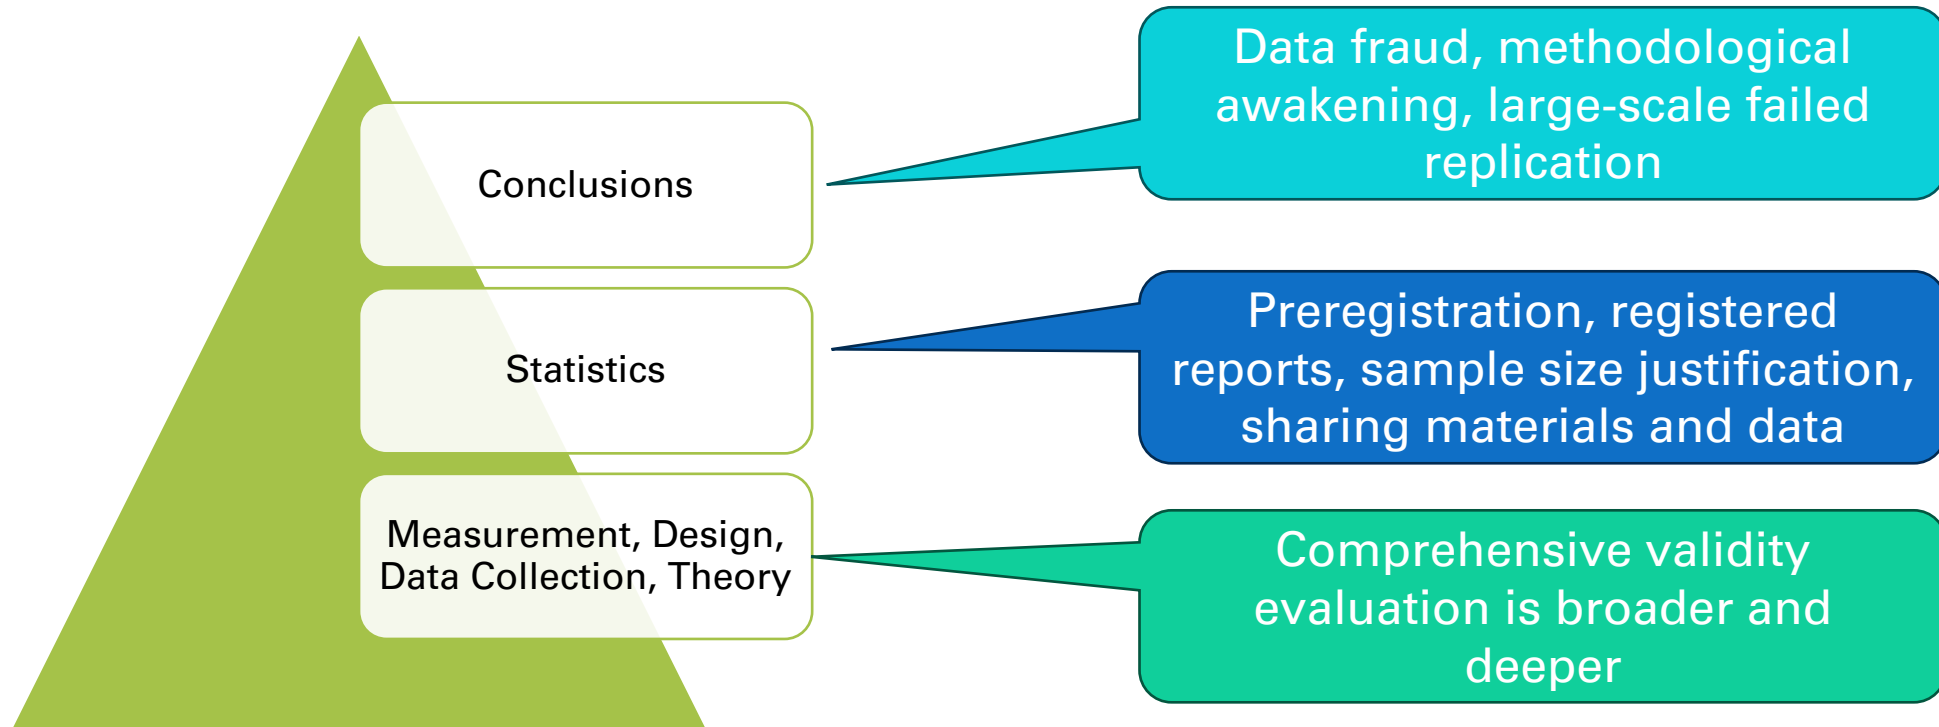 Conclusions
Data fraud, methodological
awakening, large-scale failed
replication
Statistics
Preregistration, registered
reports, sample size justification,
sharing materials and data
Measurement, Design,
Data Collection, Theory
Comprehensive validity
evaluation is broader and
deeper